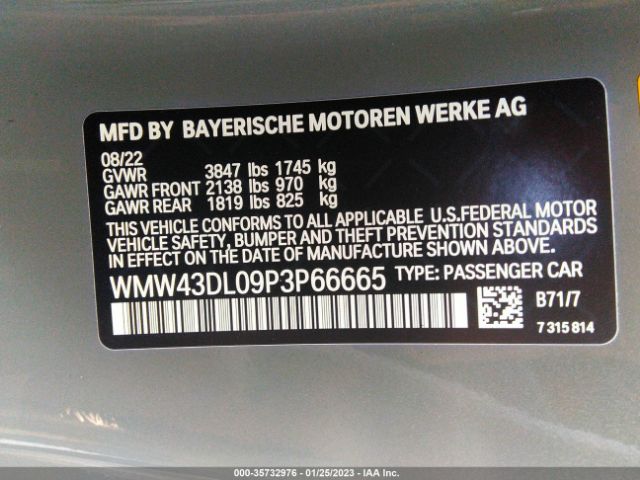 MFD BY BAYERISCHE MOTOREN WERKE AG
08/22
GVWR 3847 lbs 1745 kg
GAWR FRONT 2138 lbs 970 kg
GAWR REAR 1819 lbs 825 kg
THIS VEHICLE CONFORMS TO ALL APPLICABLE U.S.FEDERAL MOTOR
VEHICLE SAFETY, BUMPER AND THEFT PREVENTION STANDARDS
IN EFFECT ON THE DATE OF MANUFACTURE SHOWN ABOVE.
WMW43DL09P3P66665 TYPE: PASSENGER CAR
B71/7
7 315 814
000-35732976 - 01/25/2023 - IAA Inc.